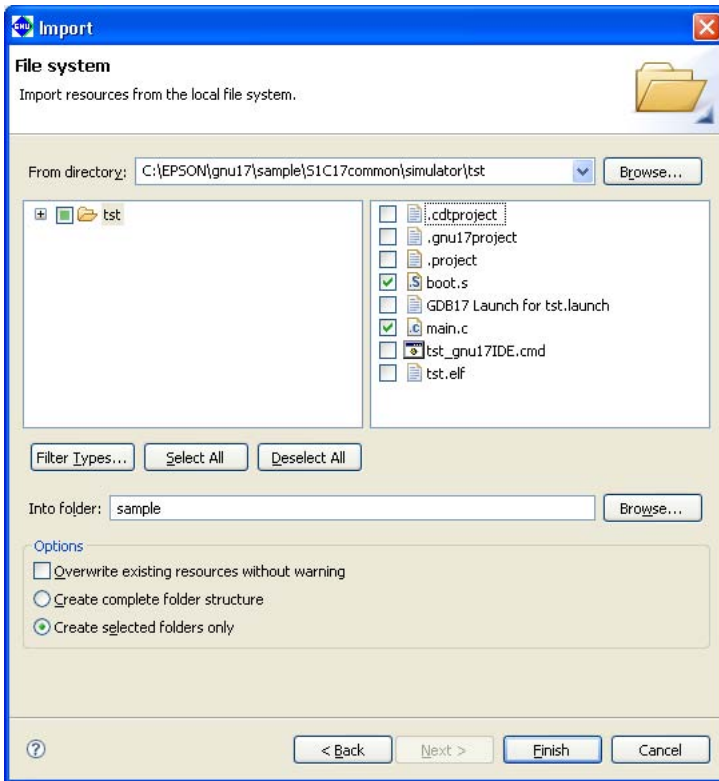 GNU Import
File system
Import resources from the local file system.
From directory: C:\EPSON\gnu17\sample\S1C17common\simulator\tst Browse...
tst
.cdtproject
.gnu17project
.project
.S boot.s
GDB17 Launch for tst.launch
.c main.c
tst_gnu17IDE.cmd
tst.elf
Filter Types... Select All Deselect All
Into folder: sample Browse...
Options
Overwrite existing resources without warning
Create complete folder structure
Create selected folders only
? < Back Next > Finish Cancel